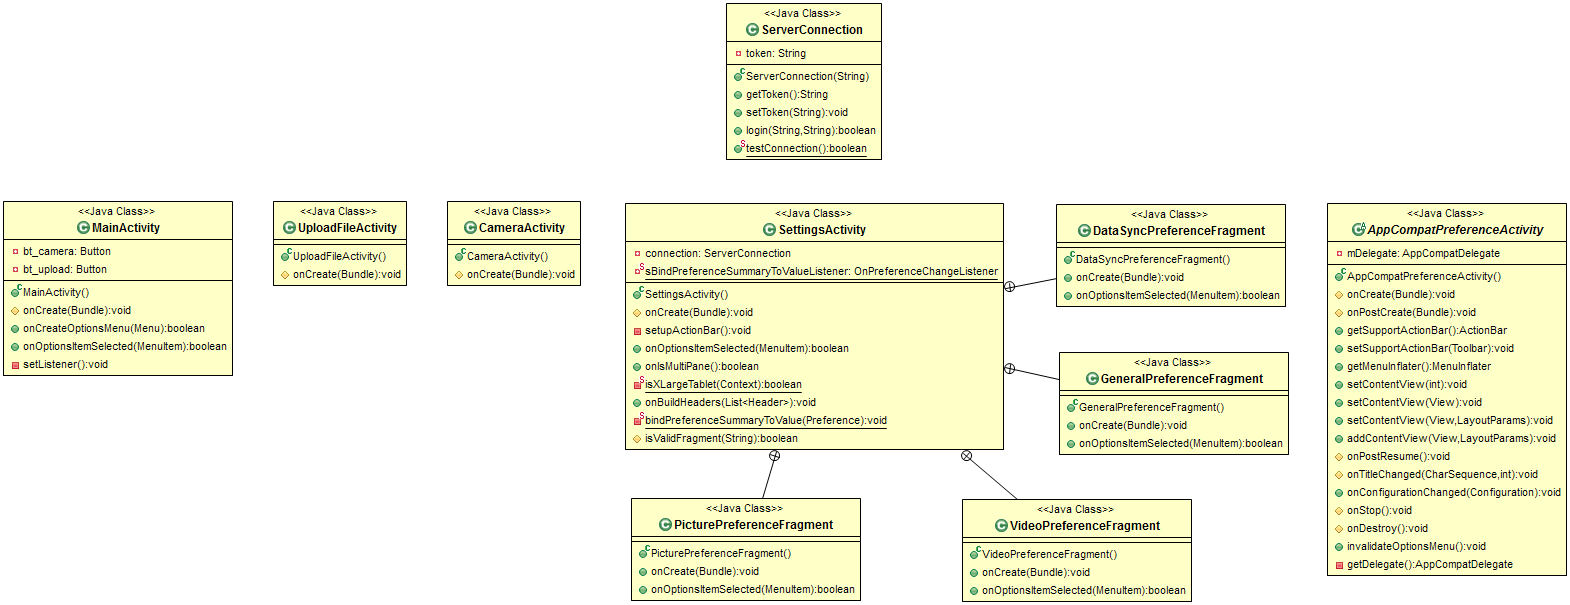 <<Java Class>>
ServerConnection
token: String
ServerConnection(String)
getToken():String
setToken(String):void
login(String,String):boolean
testConnection():boolean
<<Java Class>>
MainActivity
bt_camera: Button
bt_upload: Button
MainActivity()
onCreate(Bundle):void
onCreateOptionsMenu(Menu):boolean
onOptionsItemSelected(MenuItem):boolean
setListener():void
<<Java Class>>
UploadFileActivity
UploadFileActivity()
onCreate(Bundle):void
<<Java Class>>
CameraActivity
CameraActivity()
onCreate(Bundle):void
<<Java Class>>
SettingsActivity
connection: ServerConnection
sBindPreferenceSummaryToValueListener: OnPreferenceChangeListener
SettingsActivity()
onCreate(Bundle):void
setupActionBar():void
onOptionsItemSelected(MenuItem):boolean
onIsMultiPane():boolean
isXLargeTablet(Context):boolean
onBuildHeaders(List<Header>):void
bindPreferenceSummaryToValue(Preference):void
isValidFragment(String):boolean
<<Java Class>>
DataSyncPreferenceFragment
DataSyncPreferenceFragment()
onCreate(Bundle):void
onOptionsItemSelected(MenuItem):boolean
<<Java Class>>
GeneralPreferenceFragment
GeneralPreferenceFragment()
onCreate(Bundle):void
onOptionsItemSelected(MenuItem):boolean
<<Java Class>>
AppCompatPreferenceActivity
mDelegate: AppCompatDelegate
AppCompatPreferenceActivity()
onCreate(Bundle):void
onPostCreate(Bundle):void
getSupportActionBar():ActionBar
setSupportActionBar(Toolbar):void
getMenuInflater():MenuInflater
setContentView(int):void
setContentView(View):void
setContentView(View,LayoutParams):void
addContentView(View,LayoutParams):void
onPostResume():void
onTitleChanged(CharSequence,int):void
onConfigurationChanged(Configuration):void
onStop():void
onDestroy():void
invalidateOptionsMenu():void
getDelegate():AppCompatDelegate
<<Java Class>>
PicturePreferenceFragment
PicturePreferenceFragment()
onCreate(Bundle):void
onOptionsItemSelected(MenuItem):boolean
<<Java Class>>
VideoPreferenceFragment
VideoPreferenceFragment()
onCreate(Bundle):void
onOptionsItemSelected(MenuItem):boolean